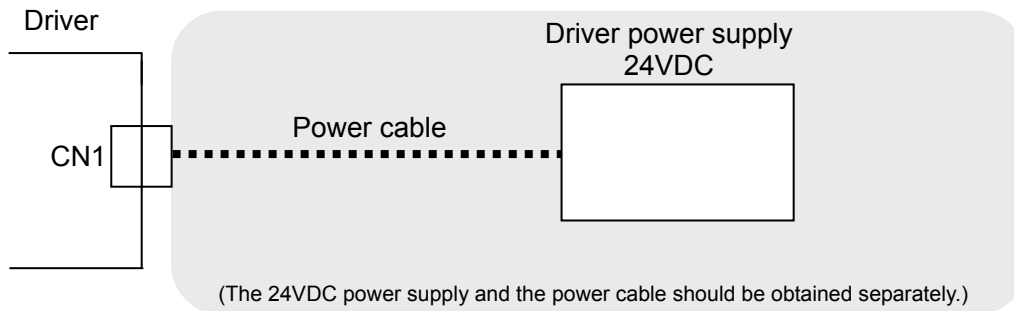 Driver
Driver power supply
24VDC
Power cable
CN1
(The 24VDC power supply and the power cable should be obtained separately.)